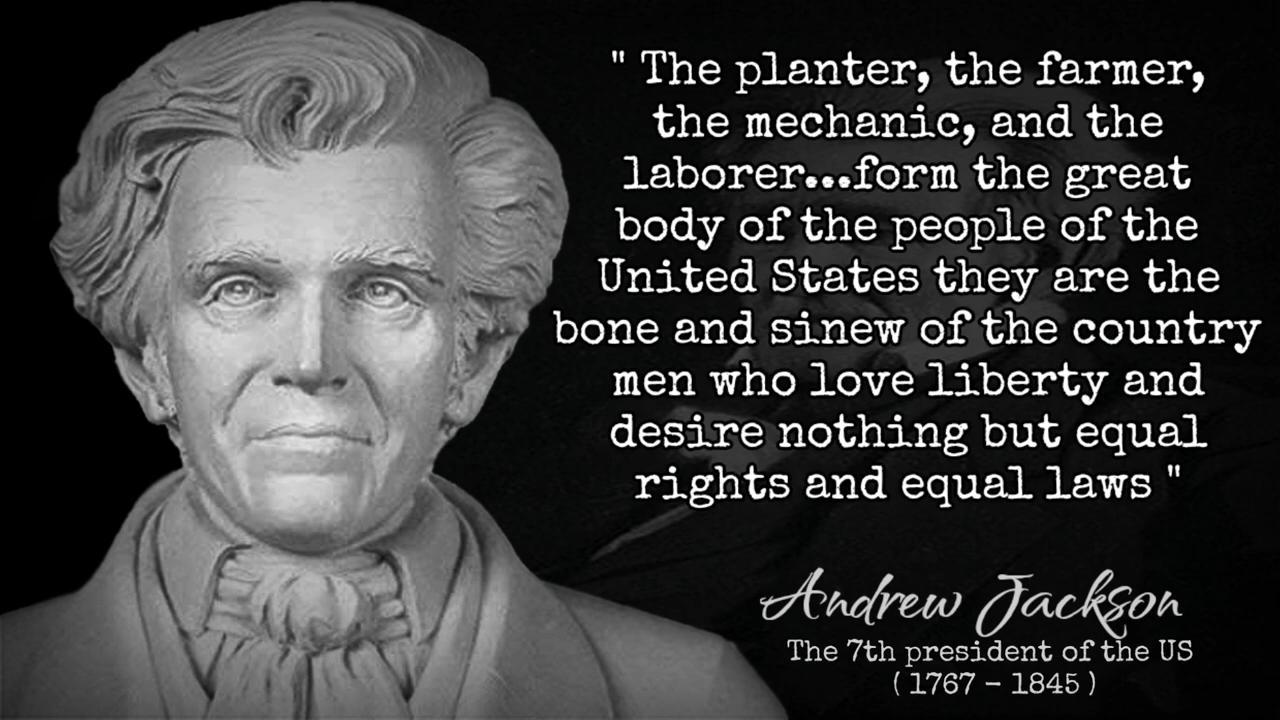 " The planter, the farmer,
the mechanic, and the
laborer...form the great
body of the people of the
United States they are the
bone and sinew of the country
men who love liberty and
desire nothing but equal
rights and equal laws "
Andrew Jackson
The 7th president of the US
( 1767 - 1845 )